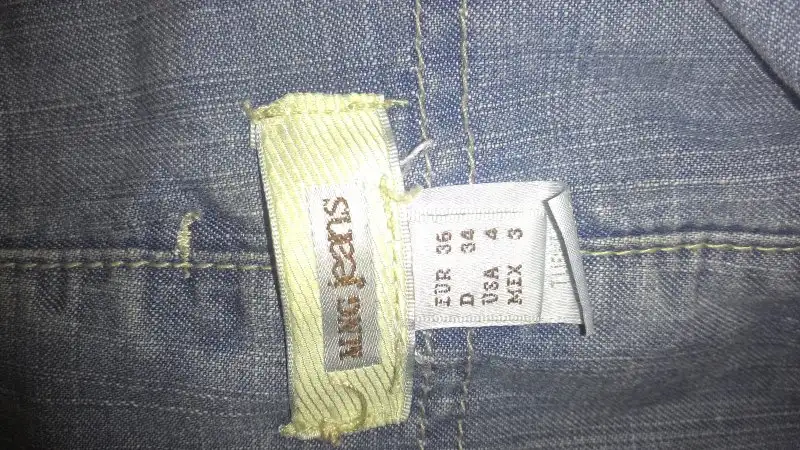 MNG jeans
EUR 36
D 34
USA 4
MEX 3